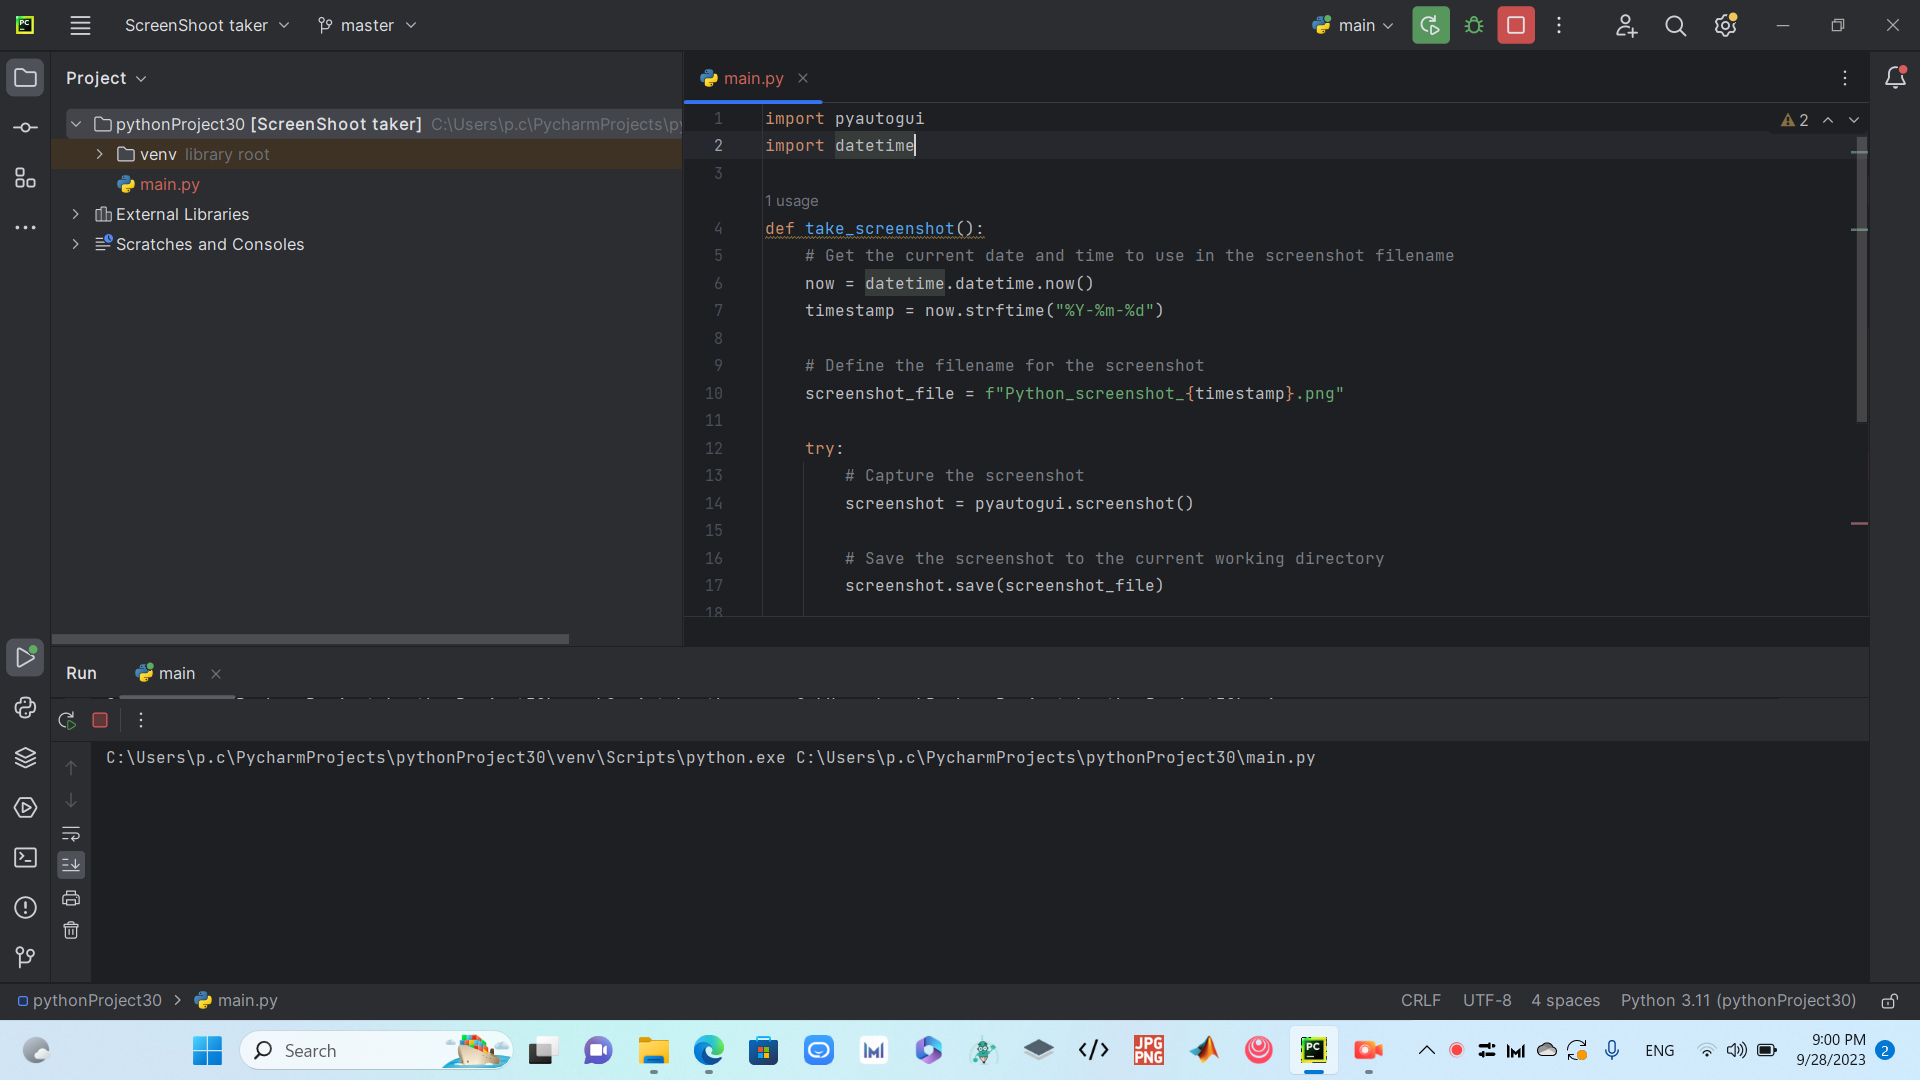 PC
ScreenShoot taker
master
main
Project
main.py
pythonProject30 [ScreenShoot taker] C:\Users\p.c\PycharmProjects\py
venv library root
main.py
External Libraries
Scratches and Consoles
2
1 import pyautogui
2 import datetime
3
1 usage
4 def take_screenshot():
5 # Get the current date and time to use in the screenshot filename
6 now = datetime.datetime.now()
7 timestamp = now.strftime("%Y-%m-%d")
8
9 # Define the filename for the screenshot
10 screenshot_file = f"Python_screenshot_{timestamp}.png"
11
12 try:
13 # Capture the screenshot
14 screenshot = pyautogui.screenshot()
15
16 # Save the screenshot to the current working directory
17 screenshot.save(screenshot_file)
18
Run
main
C:\Users\p.c\PycharmProjects\pythonProject30\venv\Scripts\python.exe C:\Users\p.c\PycharmProjects\pythonProject30\main.py
pythonProject30 > main.py
CRLF UTF-8 4 spaces Python 3.11 (pythonProject30)
Search
JPG
PNG
PC
ENG
9:00 PM
9/28/2023
2